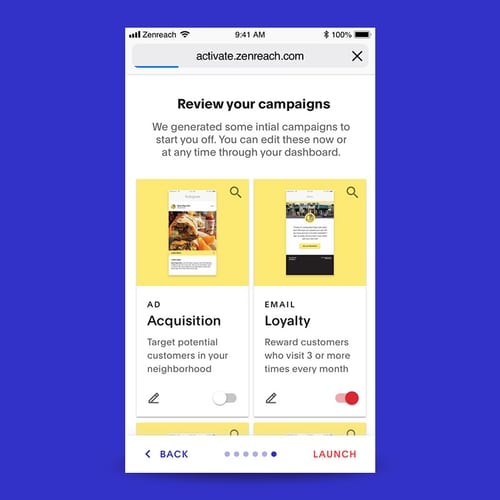 Zenreach 9:41 AM 100%
activate.zenreach.com
Review your campaigns
We generated some intial campaigns to
start you off. You can edit these now or
at any time through your dashboard.
AD
Acquisition
Target potential
customers in your
neighborhood
EMAIL
Loyalty
Reward customers
who visit 3 or more
times every month
BACK LAUNCH